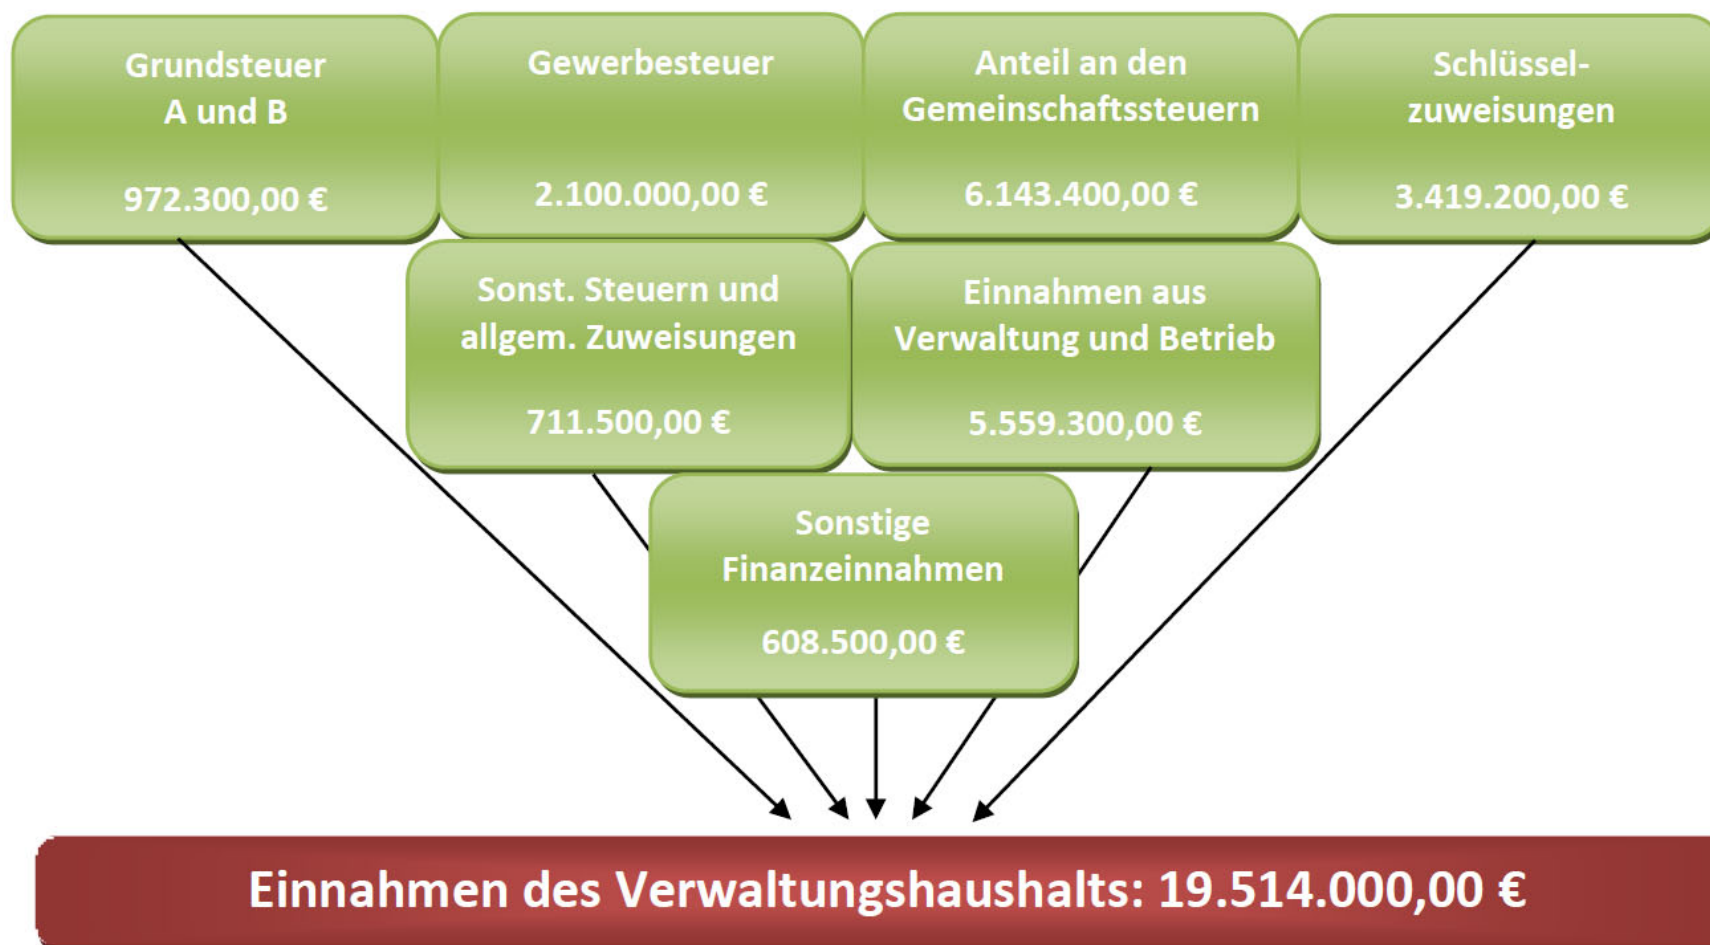 Grundsteuer
A und B
972.300,00 €
Gewerbesteuer
2.100.000,00 €
Anteil an den
Gemeinschaftssteuern
6.143.400,00 €
Schlüssel-
zuweisungen
3.419.200,00 €
Sonst. Steuern und
allgem. Zuweisungen
711.500,00 €
Einnahmen aus
Verwaltung und Betrieb
5.559.300,00 €
Sonstige
Finanzeinnahmen
608.500,00 €
Einnahmen des Verwaltungshaushalts: 19.514.000,00 €